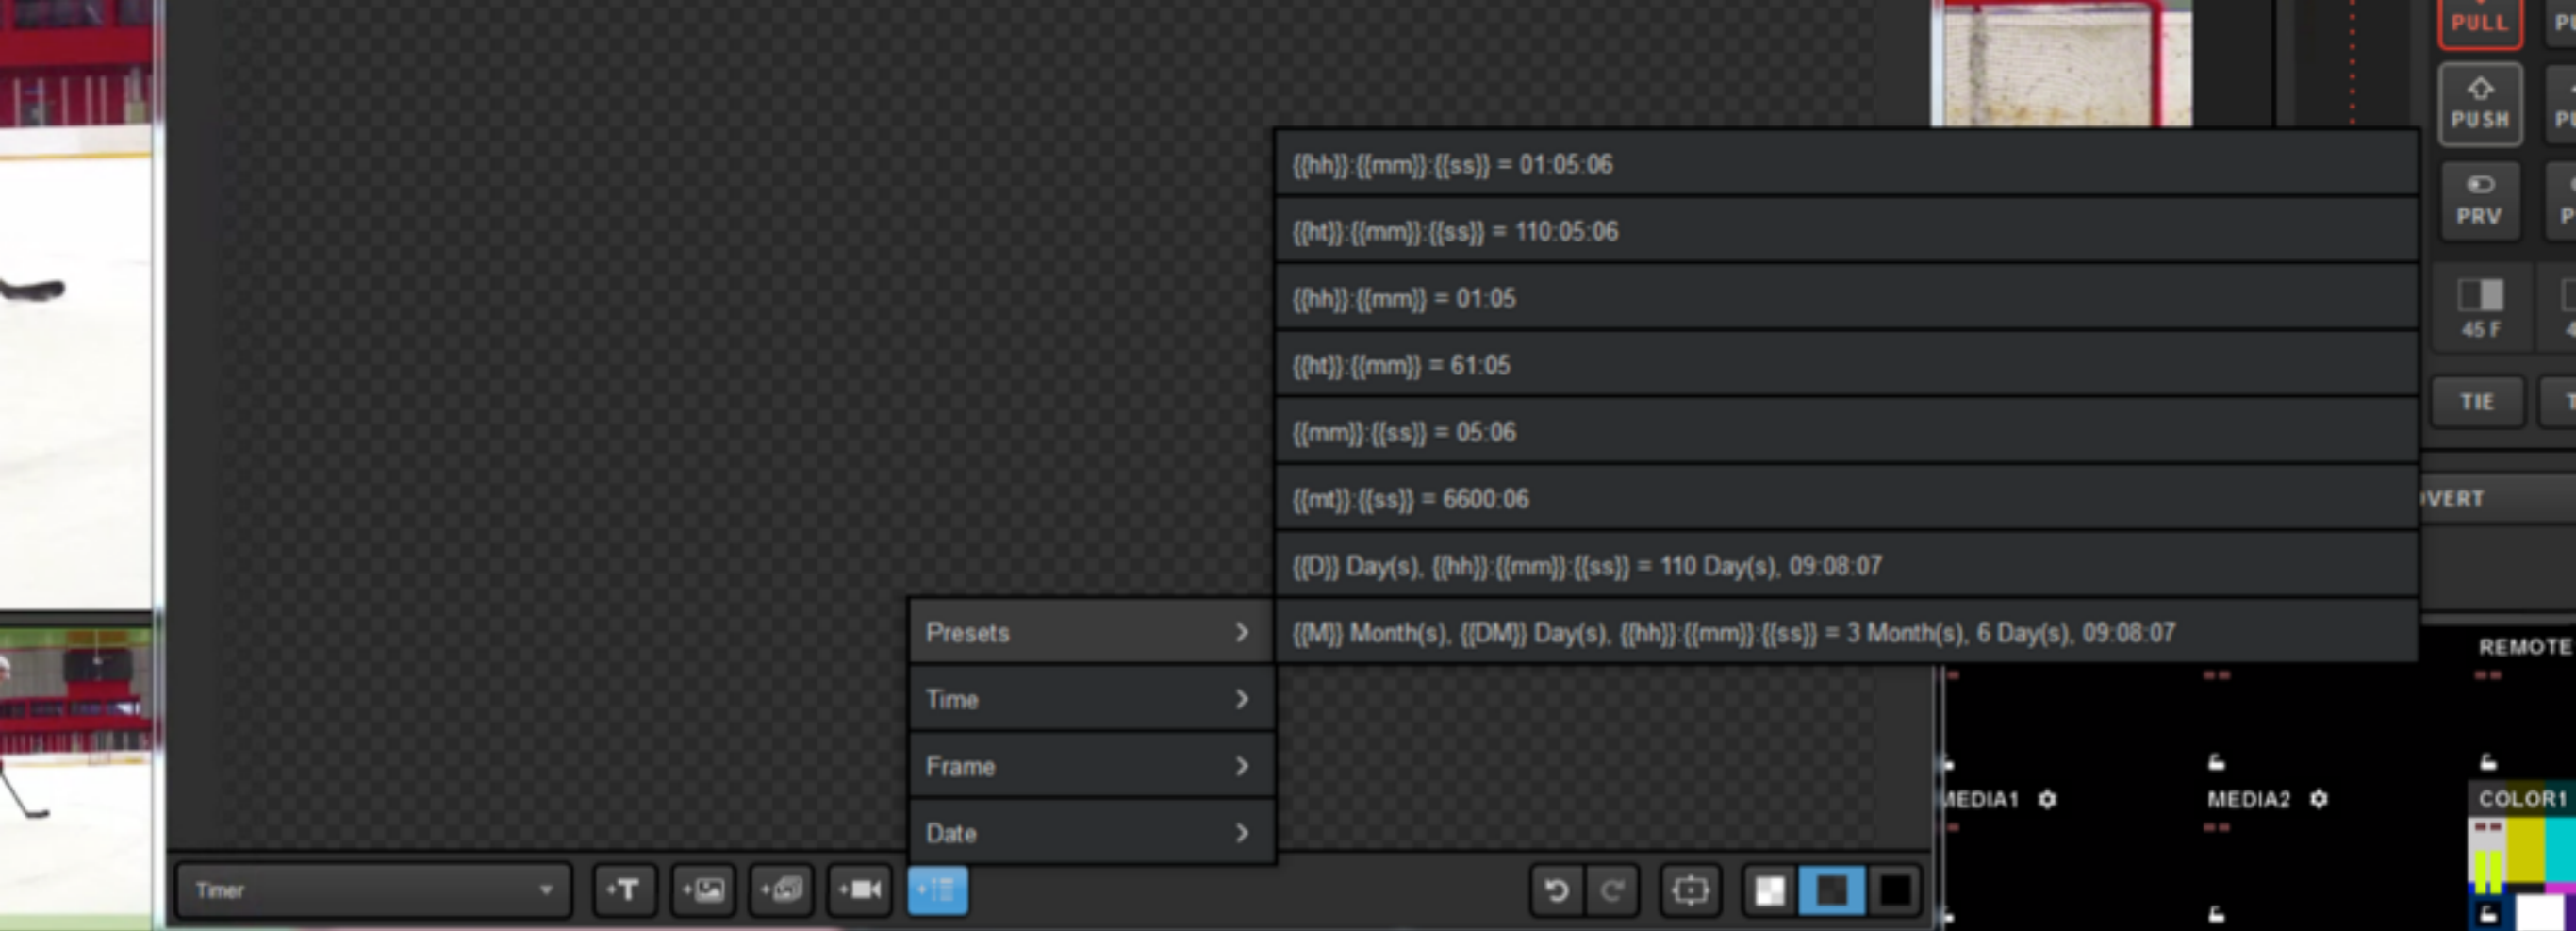 PULL
PUSH
PRV
45 F
TIE
{{hh}}:{{mm}}:{{ss}} = 01:05:06
{{ht}}:{{mm}}:{{ss}} = 110:05:06
{{hh}}:{{mm}} = 01:05
{{ht}}:{{mm}} = 61:05
{{mm}}:{{ss}} = 05:06
{{mt}}:{{ss}} = 6600:06
{{D}} Day(s), {{hh}}:{{mm}}:{{ss}} = 110 Day(s), 09:08:07
{{M}} Month(s), {{DM}} Day(s), {{hh}}:{{mm}}:{{ss}} = 3 Month(s), 6 Day(s), 09:08:07
Presets
Time
Frame
Date
VERT
REMOTE
MEDIA1
MEDIA2
COLOR1
Timer
+T